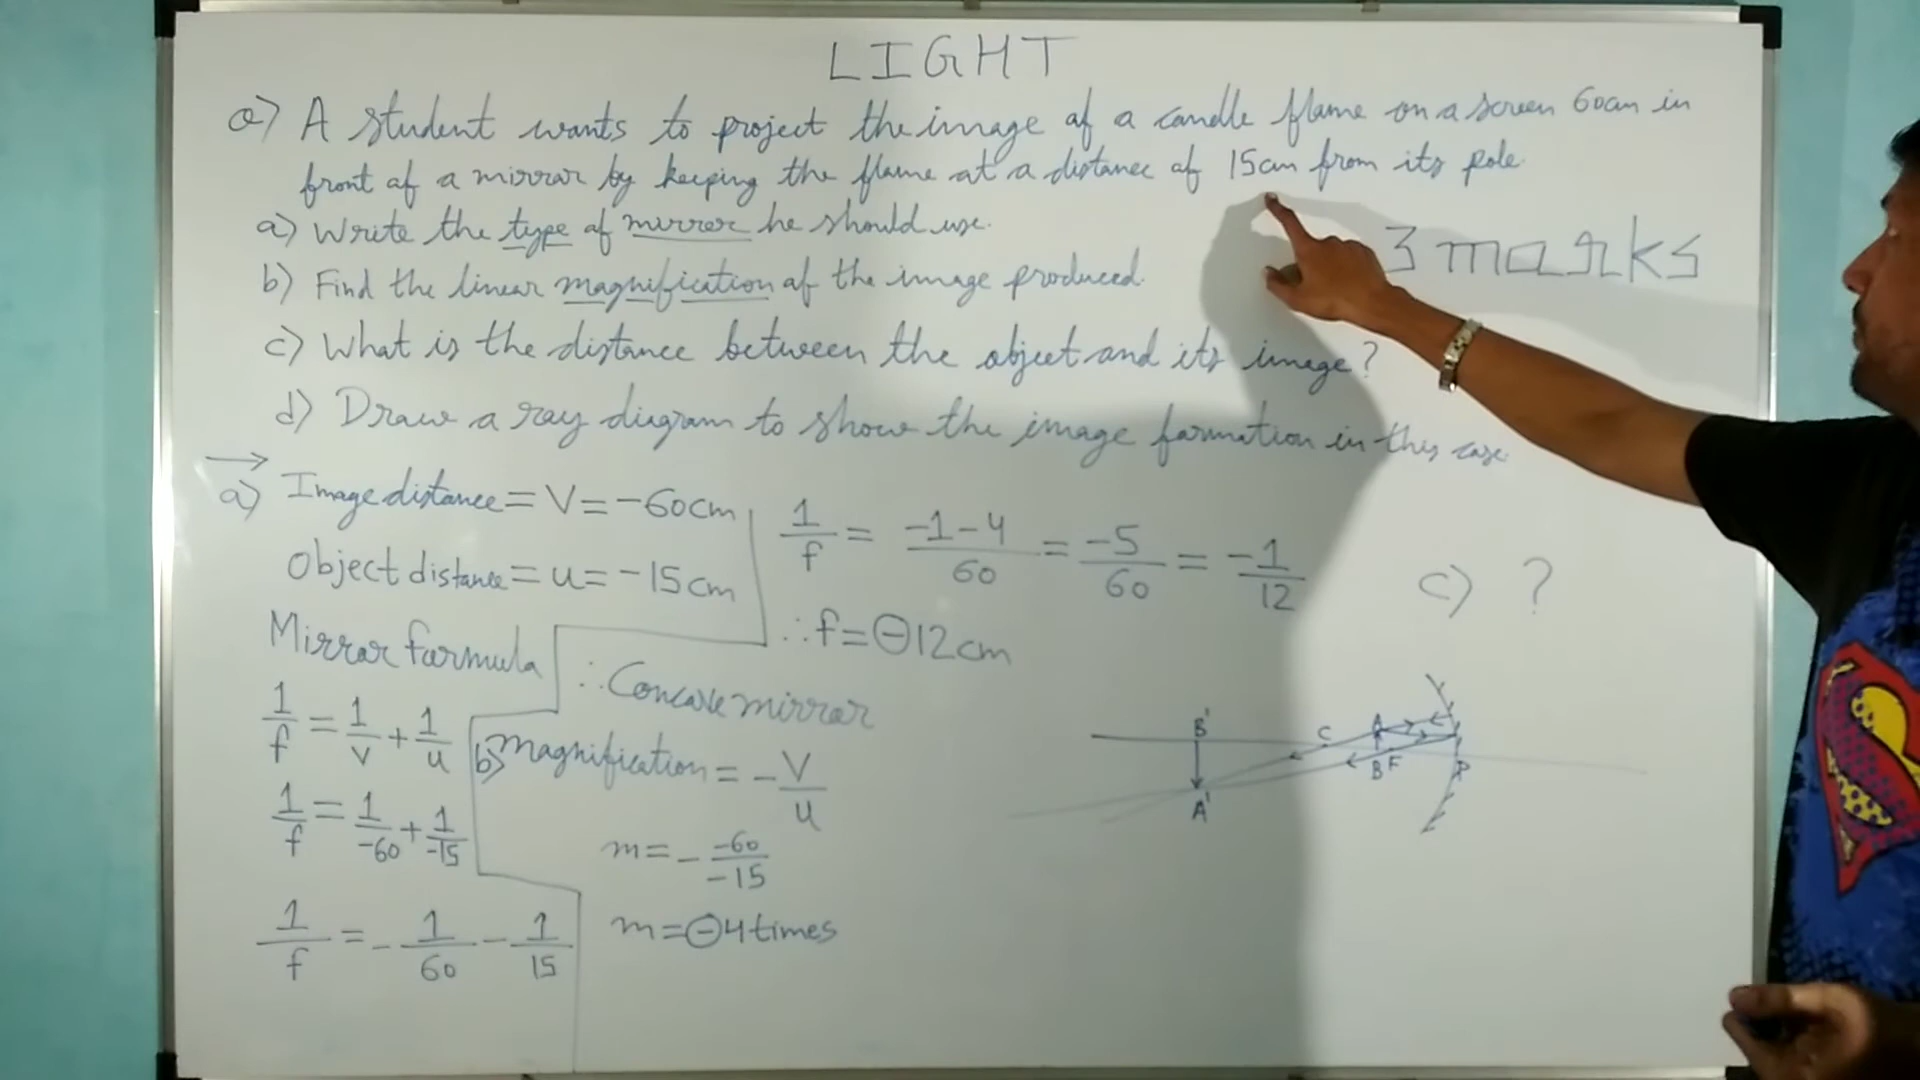 LIGHT
Q) A student wants to project the image of a candle flame on a screen 60cm in
front of a mirror by keeping the flame at a distance of 15cm from its pole.
a) Write the type of mirror he should use.
3 marks
b) Find the linear magnification of the image produced.
c) What is the distance between the object and its image?
d) Draw a ray diagram to show the image formation in this case.
→
a) Image distance = V = -60cm
Object distance = u = -15cm
Mirror formula
1/f = 1/v + 1/u
1/f = 1/-60 + 1/-15
1/f = - 1/60 - 1/15
1/f = -1-4/60 = -5/60 = -1/12
∴ f = ⊖12cm
∴ Concave mirror
b) Magnification = - V/u
m = - -60/-15
m = ⊖4 times
c) ?
B' C A
B F P
A'